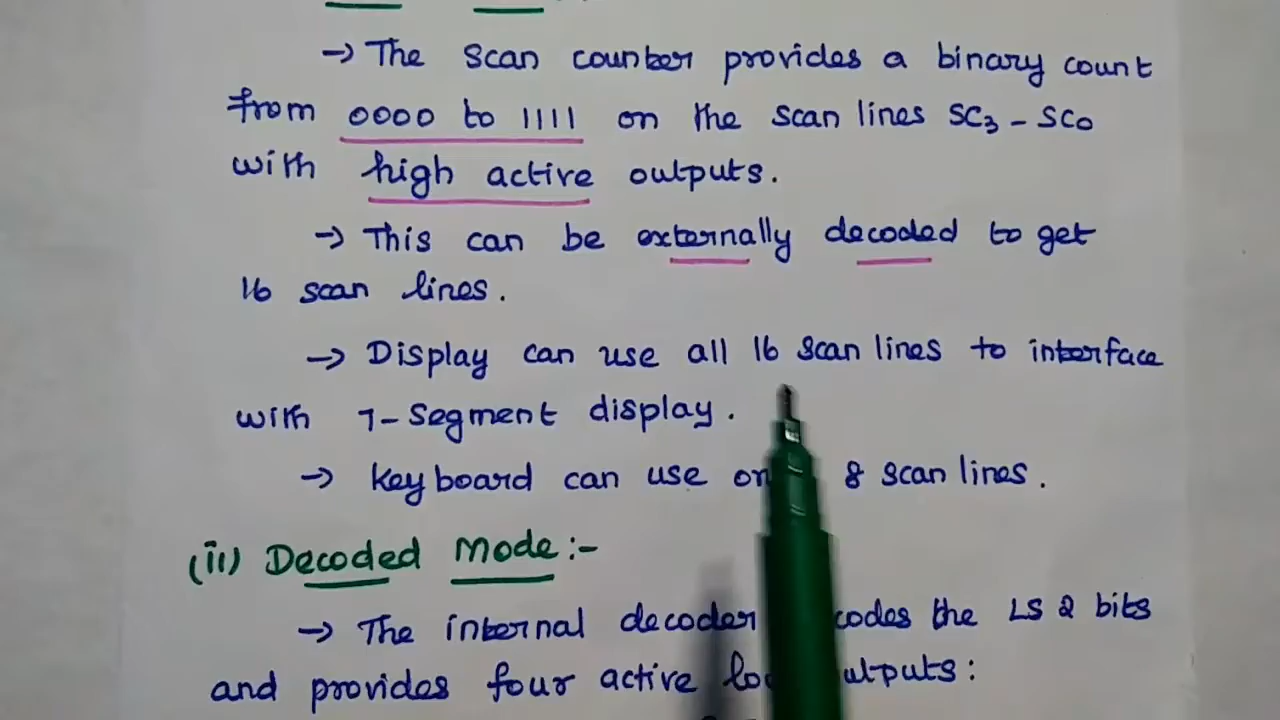 → The scan counter provides a binary count
from 0000 to 1111 on the scan lines SC3 - SC0
with high active outputs.
→ This can be externally decoded to get
16 scan lines.
→ Display can use all 16 scan lines to interface
with 7-segment display.
→ keyboard can use 8 scan lines.
(ii) Decoded Mode:-
→ The internal decoder the LS 2 bits
and provides four active :